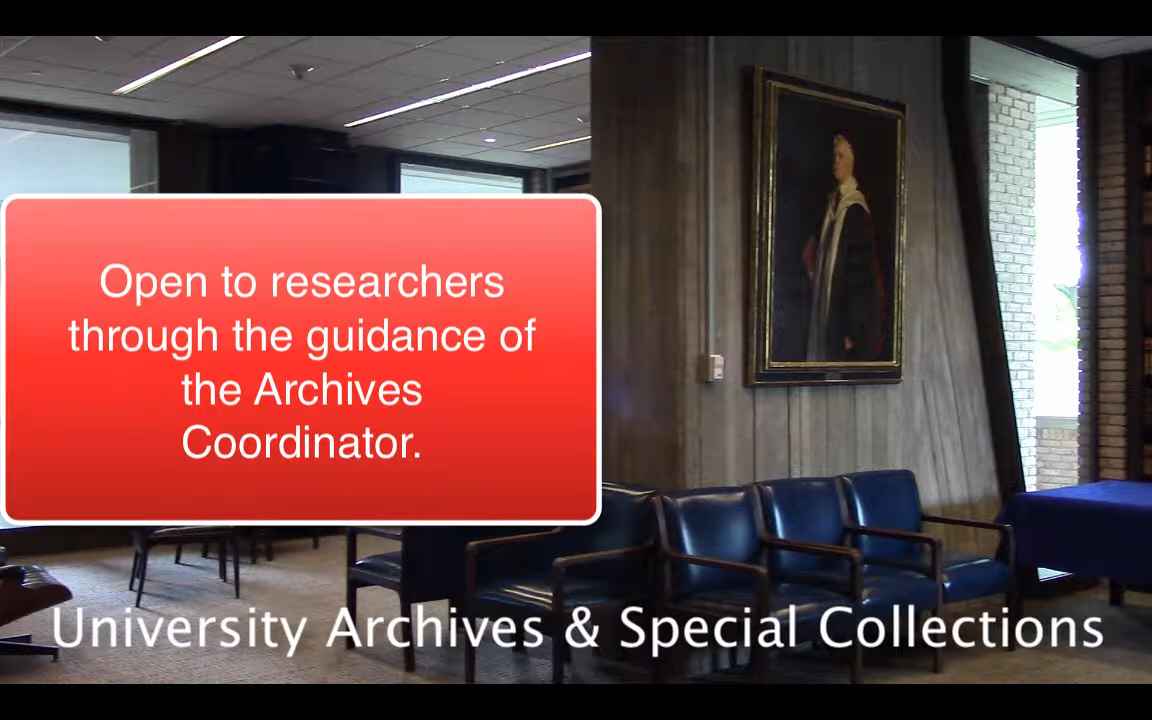 Open to researchers
through the guidance of
the Archives
Coordinator.
University Archives & Special Collections